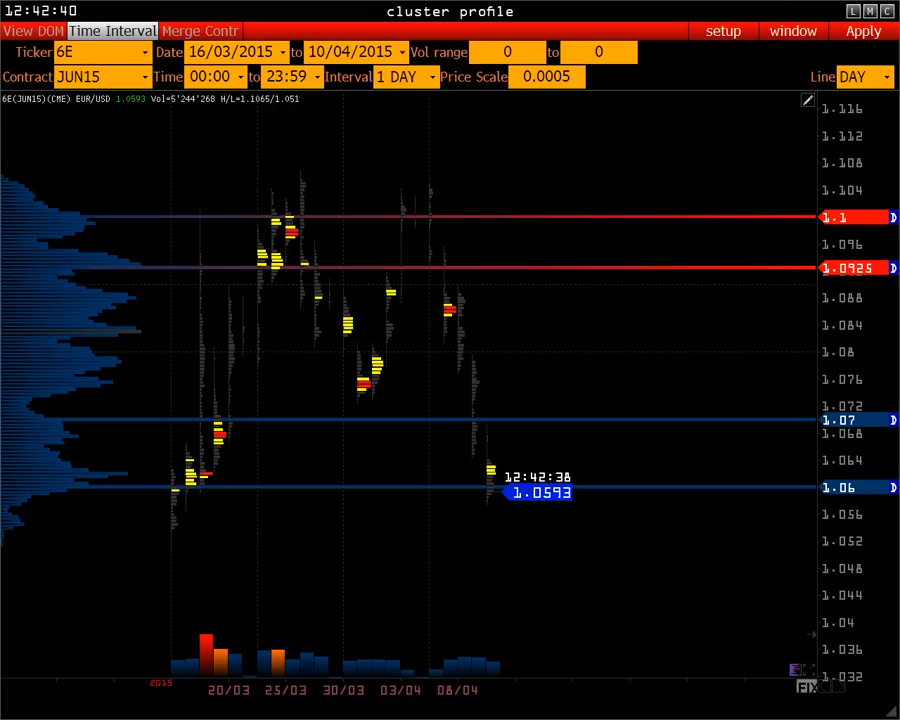 12:42:40 cluster profile L M C
View DOM Time Interval Merge Contr setup window Apply
Ticker 6E Date 16/03/2015 to 10/04/2015 Vol range 0 to 0
Contract JUN15 Time 00:00 to 23:59 Interval 1 DAY Price Scale 0.0005 Line DAY
6E(JUN15)(CME) EUR/USD 1.0593 Vol=5'244'268 H/L=1.1065/1.051
1.116
1.112
1.108
1.104
1.1 D
1.096
1.0925 D
1.088
1.084
1.08
1.076
1.072
1.07 D
1.068
1.064
12:42:38
1.0593
1.06 D
1.056
1.052
1.048
1.044
1.04
1.036
1.032
FIX
2015
20/03 25/03 30/03 03/04 08/04